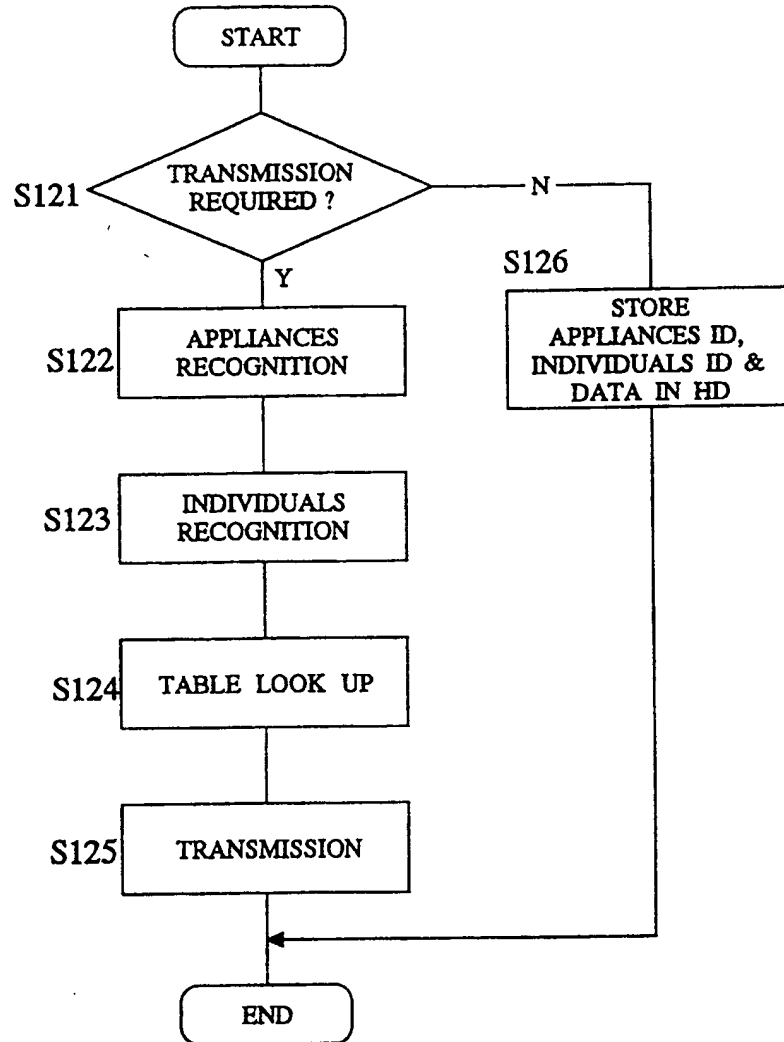 START
S121
TRANSMISSION
REQUIRED ?
N
Y
S126
STORE
APPLIANCES ID,
INDIVIDUALS ID &
DATA IN HD
S122
APPLIANCES
RECOGNITION
S123
INDIVIDUALS
RECOGNITION
S124
TABLE LOOK UP
S125
TRANSMISSION
END